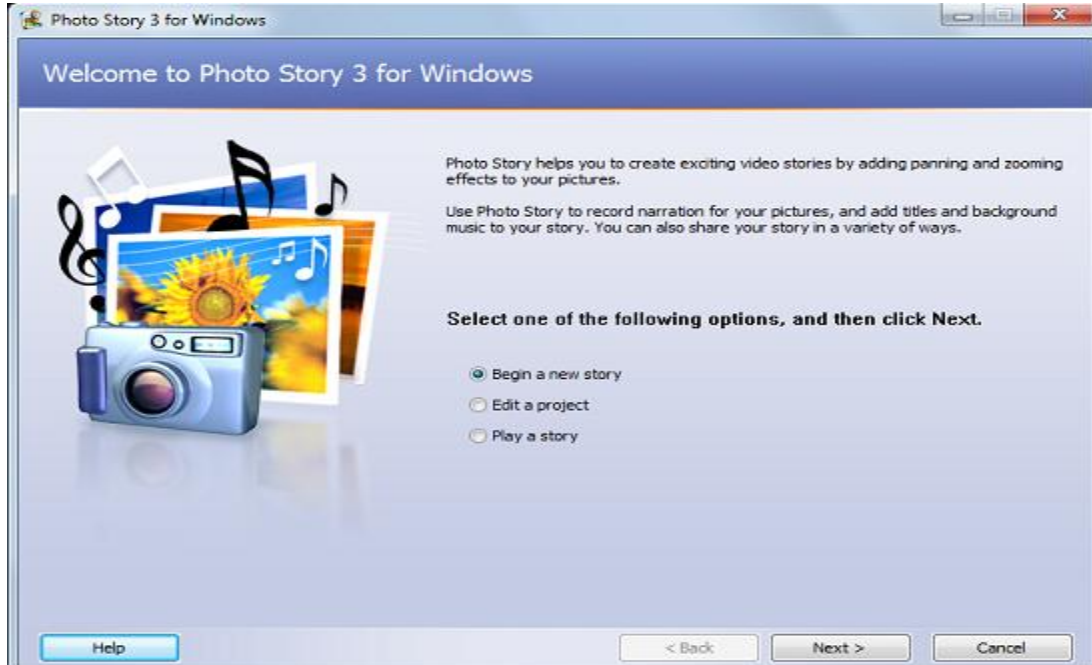 Photo Story 3 for Windows
Welcome to Photo Story 3 for Windows
Photo Story helps you to create exciting video stories by adding panning and zooming
effects to your pictures.
Use Photo Story to record narration for your pictures, and add titles and background
music to your story. You can also share your story in a variety of ways.
Select one of the following options, and then click Next.
Begin a new story
Edit a project
Play a story
Help
< Back
Next >
Cancel